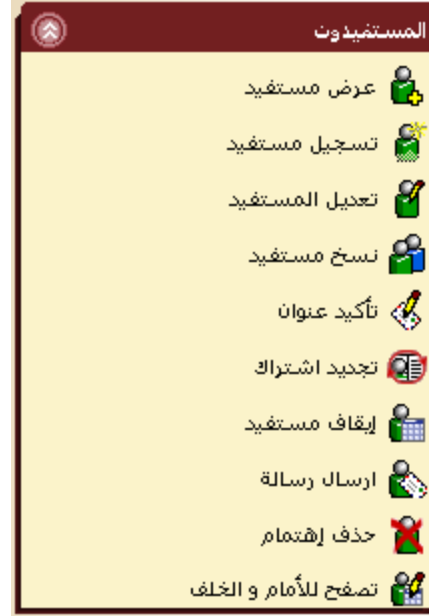 المستفيدون
عرض مستفيد
تسجيل مستفيد
تعديل المستفيد
نسخ مستفيد
تأكيد عنوان
تجديد اشتراك
إيقاف مستفيد
ارسال رسالة
حذف إهتمام
تصفح للأمام و الخلف